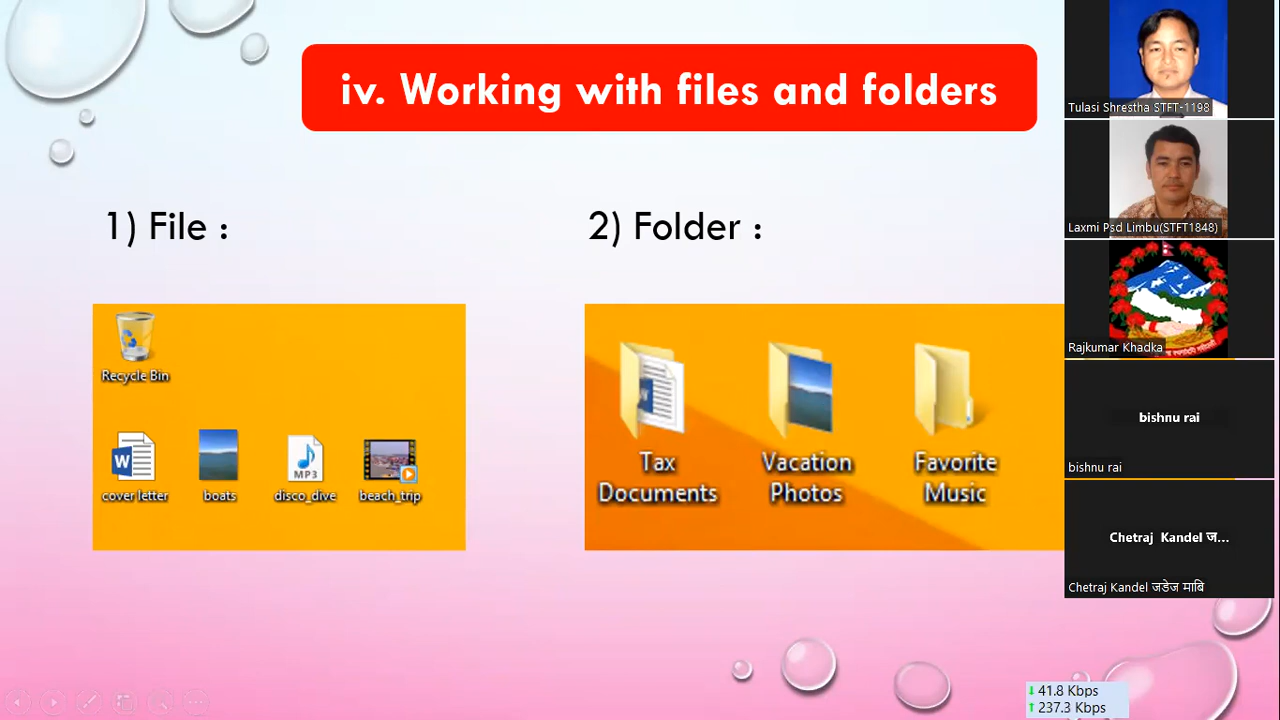 iv. Working with files and folders
1) File :
2) Folder :
Recycle Bin
cover letter
boats
MP3
disco_dive
beach_trip
W
Tax
Documents
Vacation
Photos
Favorite
Music
Tulasi Shrestha STFT-1198
Laxmi Psd Limbu(STFT1848)
Rajkumar Khadka
bishnu rai
bishnu rai
Chetraj Kandel ज...
Chetraj Kandel जडेज माबि
41.8 Kbps
237.3 Kbps